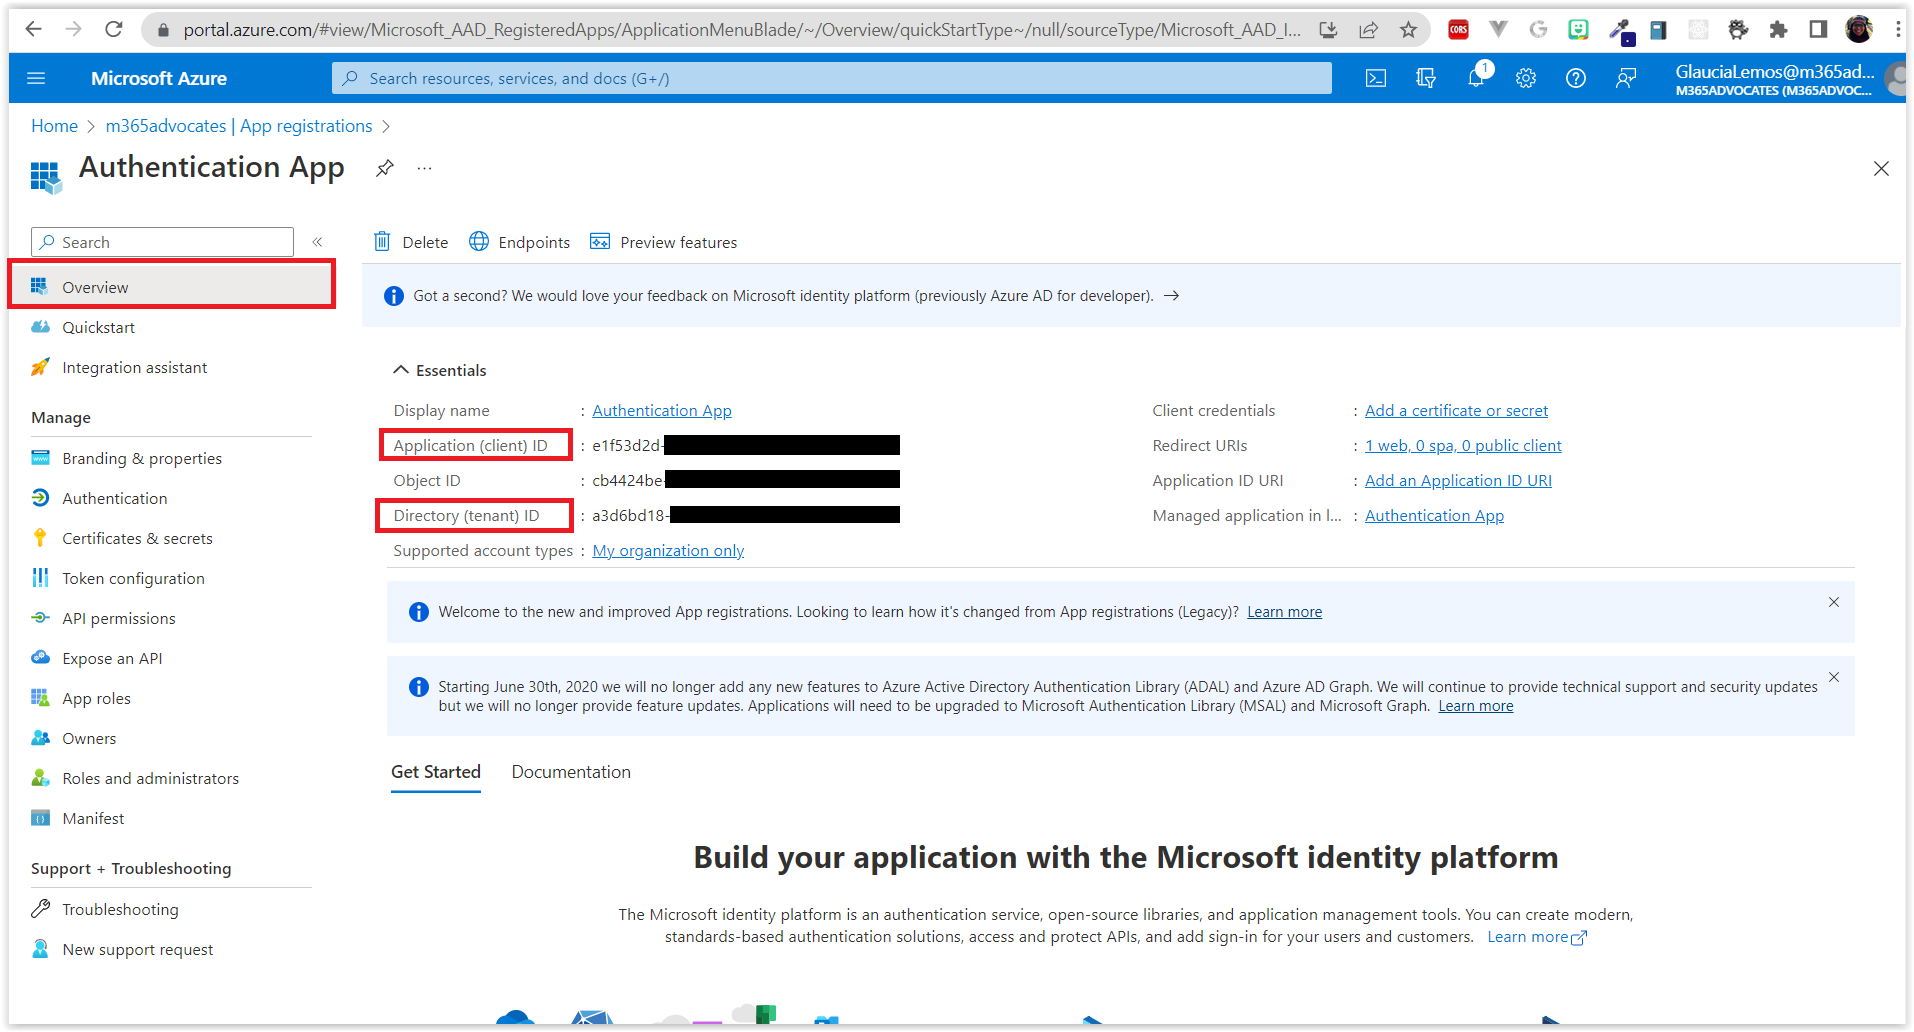 portal.azure.com/#view/Microsoft_AAD_RegisteredApps/ApplicationMenuBlade/~/Overview/quickStartType~/null/sourceType/Microsoft_AAD_I...
CORS
Microsoft Azure
Search resources, services, and docs (G+/)
1
GlauciaLemos@m365ad...
M365ADVOCATES (M365ADVOC...
Home > m365advocates | App registrations >
Authentication App
...
Search
«
Delete
Endpoints
Preview features
Overview
Got a second? We would love your feedback on Microsoft identity platform (previously Azure AD for developer). →
Quickstart
Integration assistant
Manage
Branding & properties
Authentication
Certificates & secrets
Token configuration
API permissions
Expose an API
App roles
Owners
Roles and administrators
Manifest
Support + Troubleshooting
Troubleshooting
New support request
Essentials
Display name : Authentication App
Application (client) ID : e1f53d2d-
Object ID : cb4424be-
Directory (tenant) ID : a3d6bd18-
Supported account types : My organization only
Client credentials : Add a certificate or secret
Redirect URIs : 1 web, 0 spa, 0 public client
Application ID URI : Add an Application ID URI
Managed application in l... : Authentication App
Welcome to the new and improved App registrations. Looking to learn how it's changed from App registrations (Legacy)? Learn more
Starting June 30th, 2020 we will no longer add any new features to Azure Active Directory Authentication Library (ADAL) and Azure AD Graph. We will continue to provide technical support and security updates
but we will no longer provide feature updates. Applications will need to be upgraded to Microsoft Authentication Library (MSAL) and Microsoft Graph. Learn more
Get Started
Documentation
Build your application with the Microsoft identity platform
The Microsoft identity platform is an authentication service, open-source libraries, and application management tools. You can create modern,
standards-based authentication solutions, access and protect APIs, and add sign-in for your users and customers. Learn more